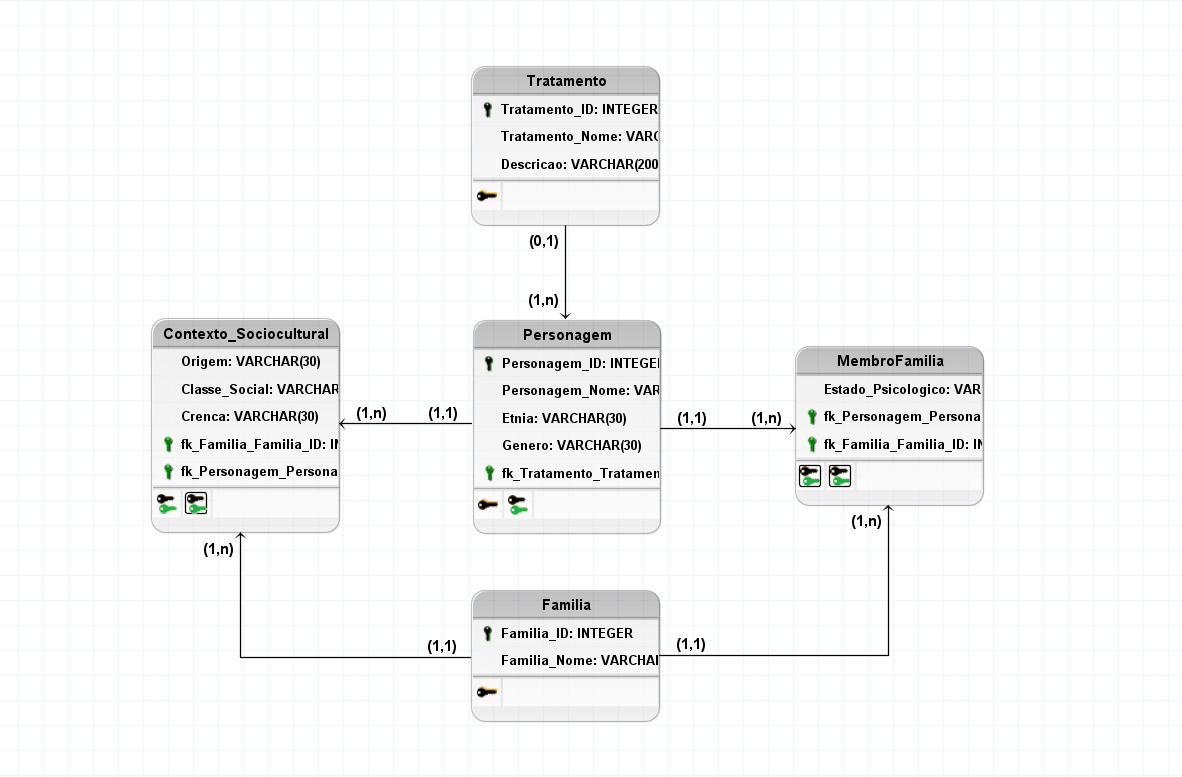 Tratamento
Tratamento_ID: INTEGER
Tratamento_Nome: VARC
Descricao: VARCHAR(200
(0,1)
(1,n)
Contexto_Sociocultural
Origem: VARCHAR(30)
Classe_Social: VARCHAR
Crenca: VARCHAR(30)
fk_Familia_Familia_ID: IN
fk_Personagem_Persona
(1,n)
(1,1)
Personagem
Personagem_ID: INTEGE
Personagem_Nome: VAR
Etnia: VARCHAR(30)
Genero: VARCHAR(30)
fk_Tratamento_Tratamen
(1,1)
(1,n)
MembroFamilia
Estado_Psicologico: VAR
fk_Personagem_Persona
fk_Familia_Familia_ID: IN
(1,n)
(1,n)
(1,1)
Familia
Familia_ID: INTEGER
Familia_Nome: VARCHA
(1,1)